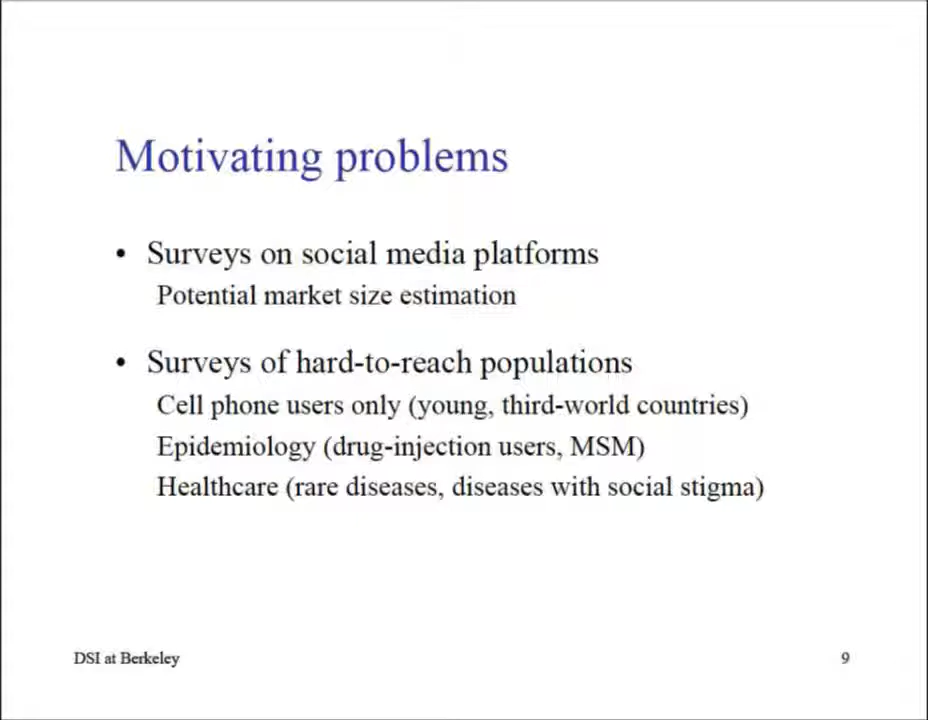 Motivating problems
• Surveys on social media platforms
Potential market size estimation
• Surveys of hard-to-reach populations
Cell phone users only (young, third-world countries)
Epidemiology (drug-injection users, MSM)
Healthcare (rare diseases, diseases with social stigma)
DSI at Berkeley
9